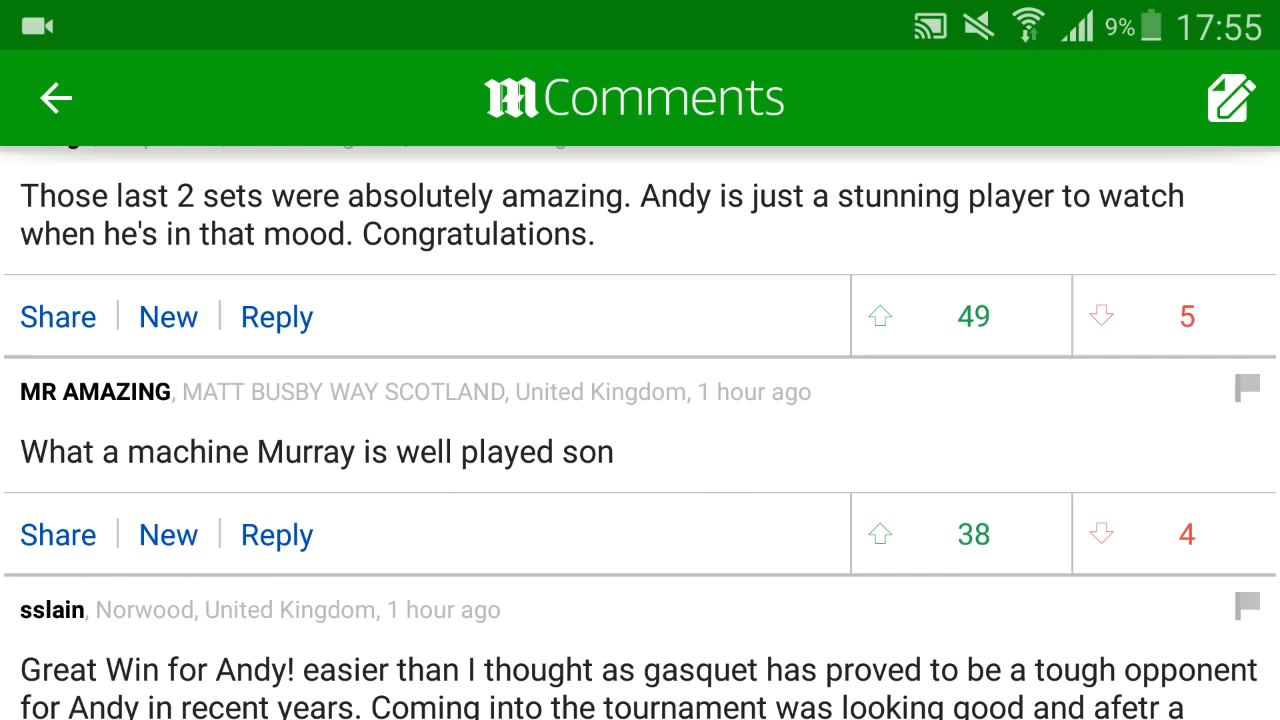 9% 17:55
Comments
Those last 2 sets were absolutely amazing. Andy is just a stunning player to watch
when he's in that mood. Congratulations.
Share New Reply 49 5
MR AMAZING, MATT BUSBY WAY SCOTLAND, United Kingdom, 1 hour ago
What a machine Murray is well played son
Share New Reply 38 4
sslain, Norwood, United Kingdom, 1 hour ago
Great Win for Andy! easier than I thought as gasquet has proved to be a tough opponent
for Andy in recent years. Coming into the tournament was looking good and afetr a